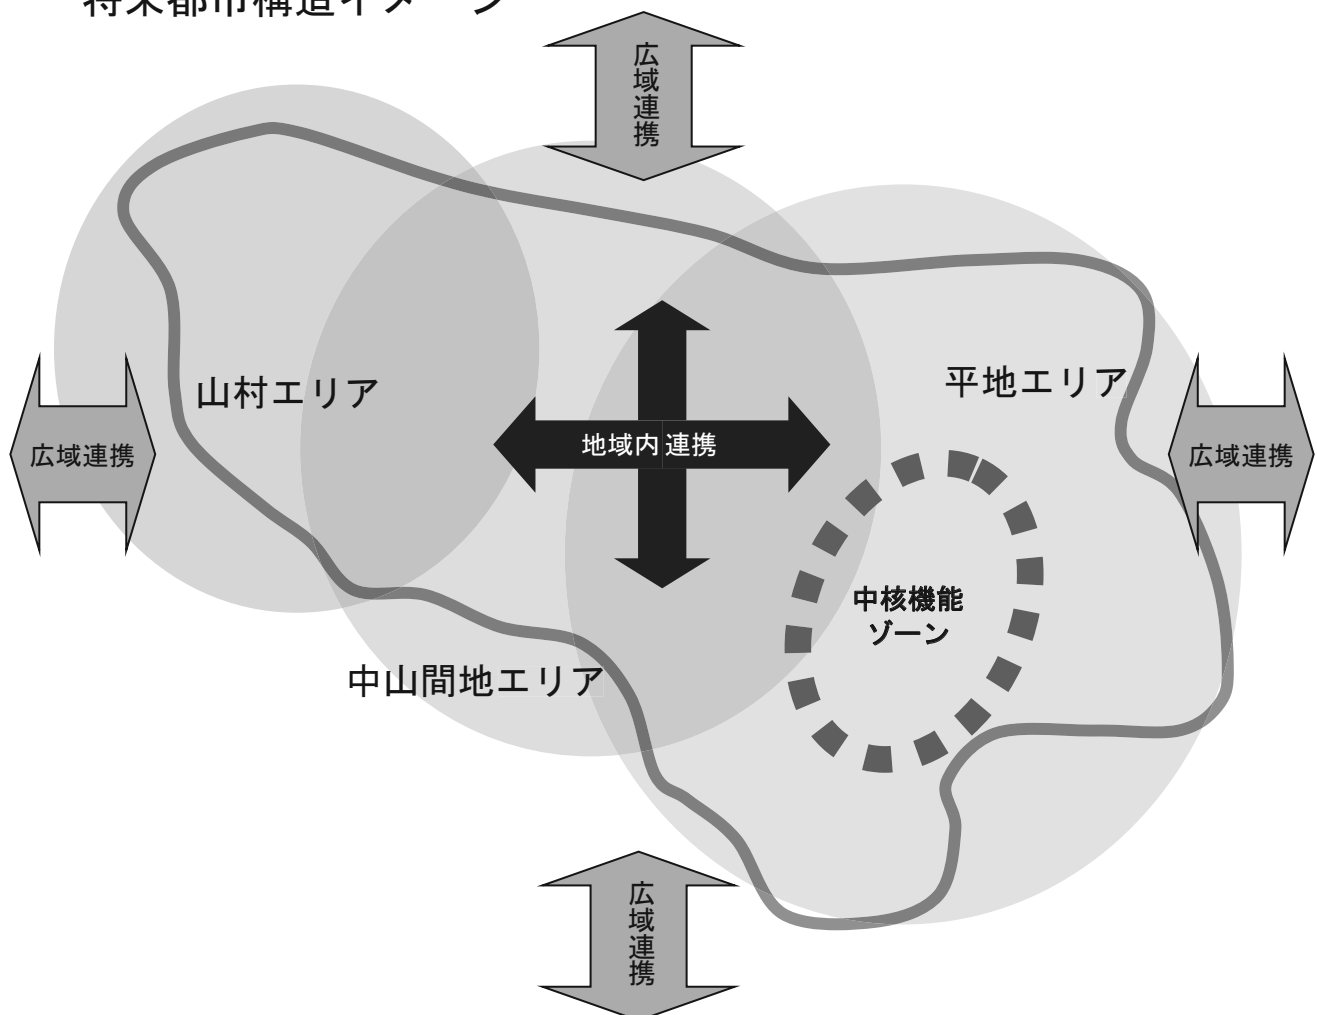 将来都市構造イメージ
広域連携
山村エリア
平地エリア
広域連携
地域内連携
広域連携
中核機能
ゾーン
中山間地エリア
広域連携